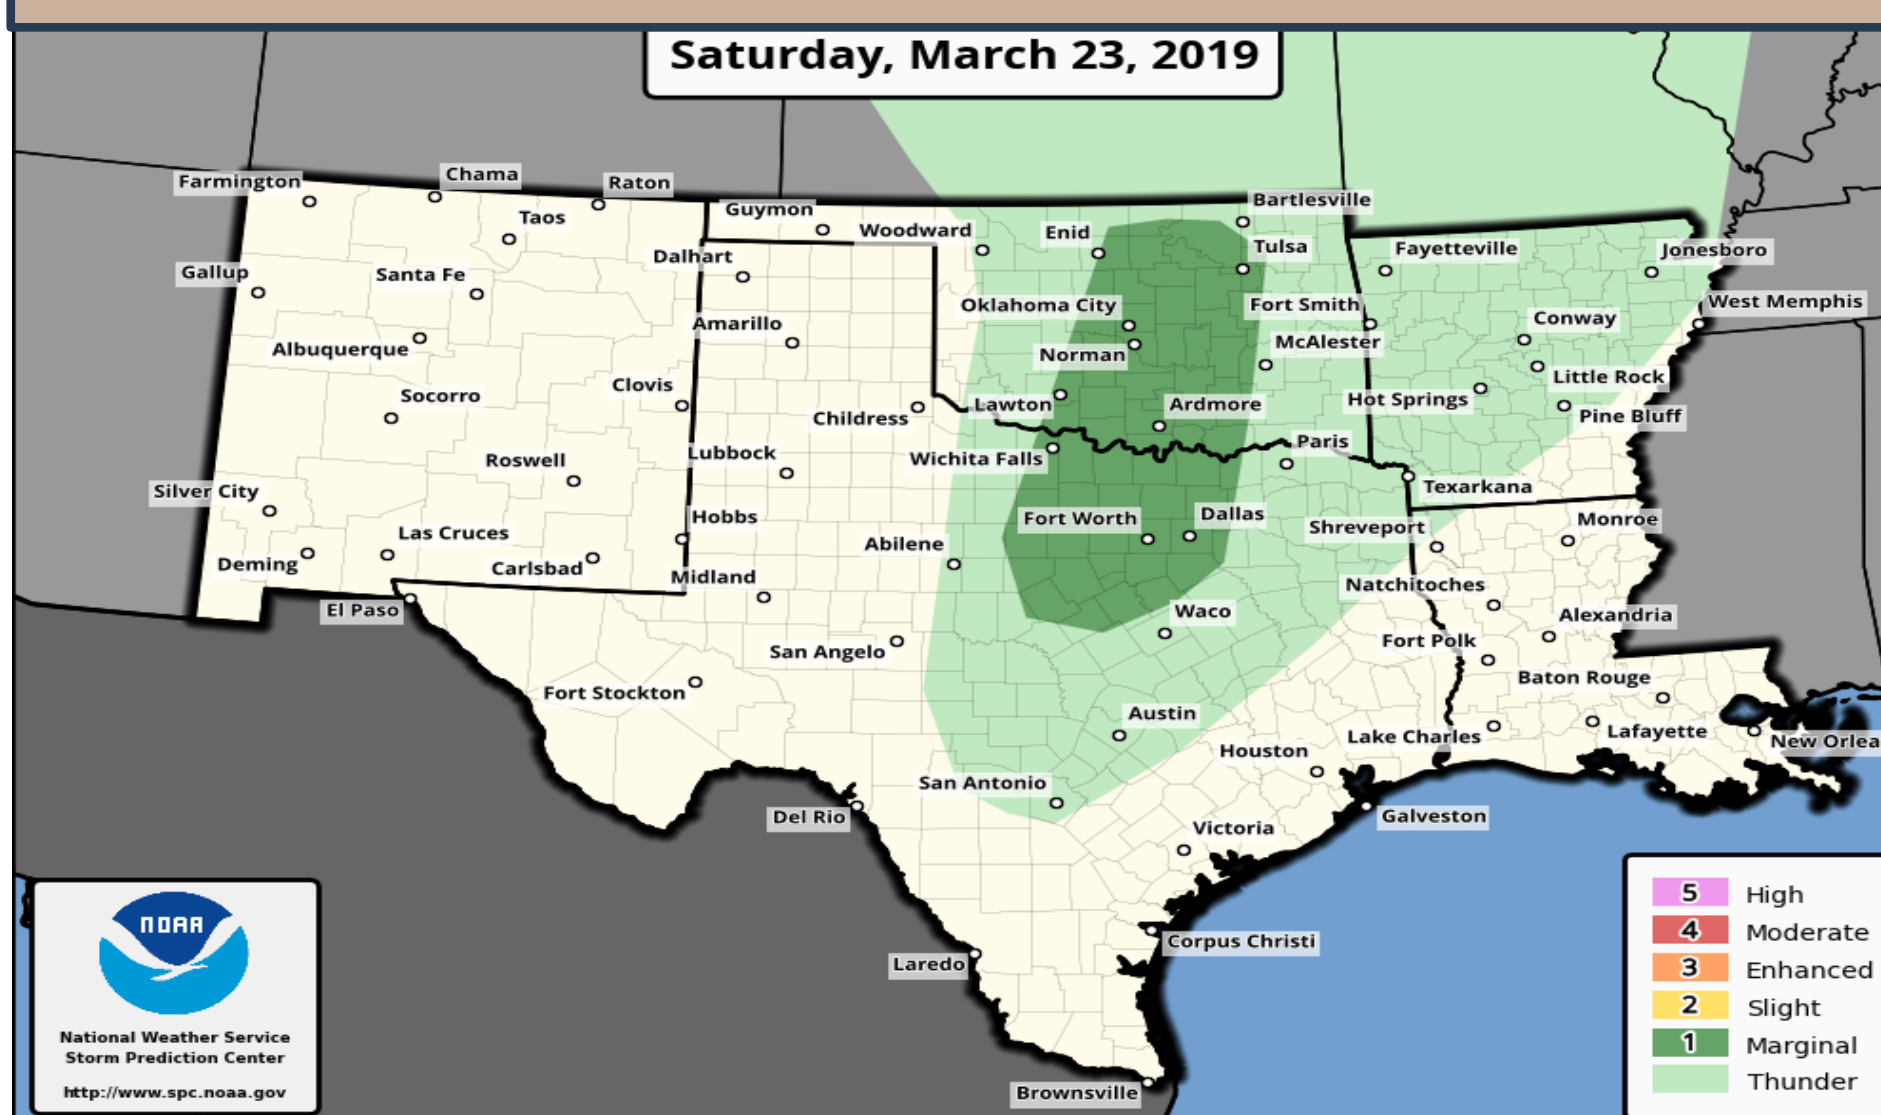 Saturday, March 23, 2019
Farmington
Chama
Raton
Taos
Guymon
Woodward
Enid
Bartlesville
Tulsa
Fayetteville
Jonesboro
Gallup
Santa Fe
Dalhart
Oklahoma City
Fort Smith
Conway
West Memphis
Albuquerque
Amarillo
Norman
McAlester
Little Rock
Socorro
Clovis
Childress
Lawton
Ardmore
Hot Springs
Pine Bluff
Roswell
Lubbock
Wichita Falls
Paris
Texarkana
Silver City
Las Cruces
Hobbs
Abilene
Fort Worth
Dallas
Shreveport
Monroe
Deming
Carlsbad
Midland
Natchitoches
El Paso
Waco
Alexandria
San Angelo
Fort Polk
Fort Stockton
Baton Rouge
Austin
Houston
Lake Charles
Lafayette
New Orlea
San Antonio
Del Rio
Victoria
Galveston
Corpus Christi
Laredo
Brownsville
NOAA
National Weather Service
Storm Prediction Center
http://www.spc.noaa.gov
5 High
4 Moderate
3 Enhanced
2 Slight
1 Marginal
Thunder